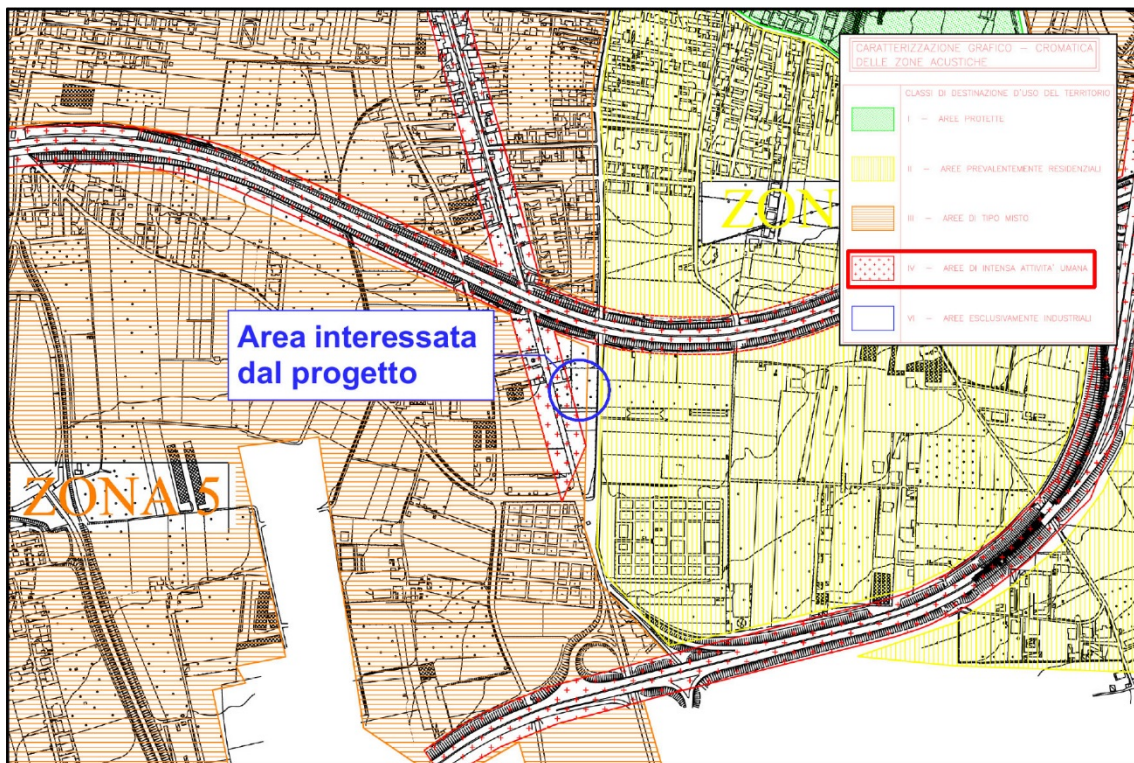 CARATTERIZZAZIONE GRAFICO – CROMATICA
DELLE ZONE ACUSTICHE
CLASSI DI DESTINAZIONE D'USO DEL TERRITORIO
I – AREE PROTETTE
II – AREE PREVALENTEMENTE RESIDENZIALI
III – AREE DI TIPO MISTO
IV – AREE DI INTENSA ATTIVITA' UMANA
VI – AREE ESCLUSIVAMENTE INDUSTRIALI
ZON
Area interessata
dal progetto
ZONA 5